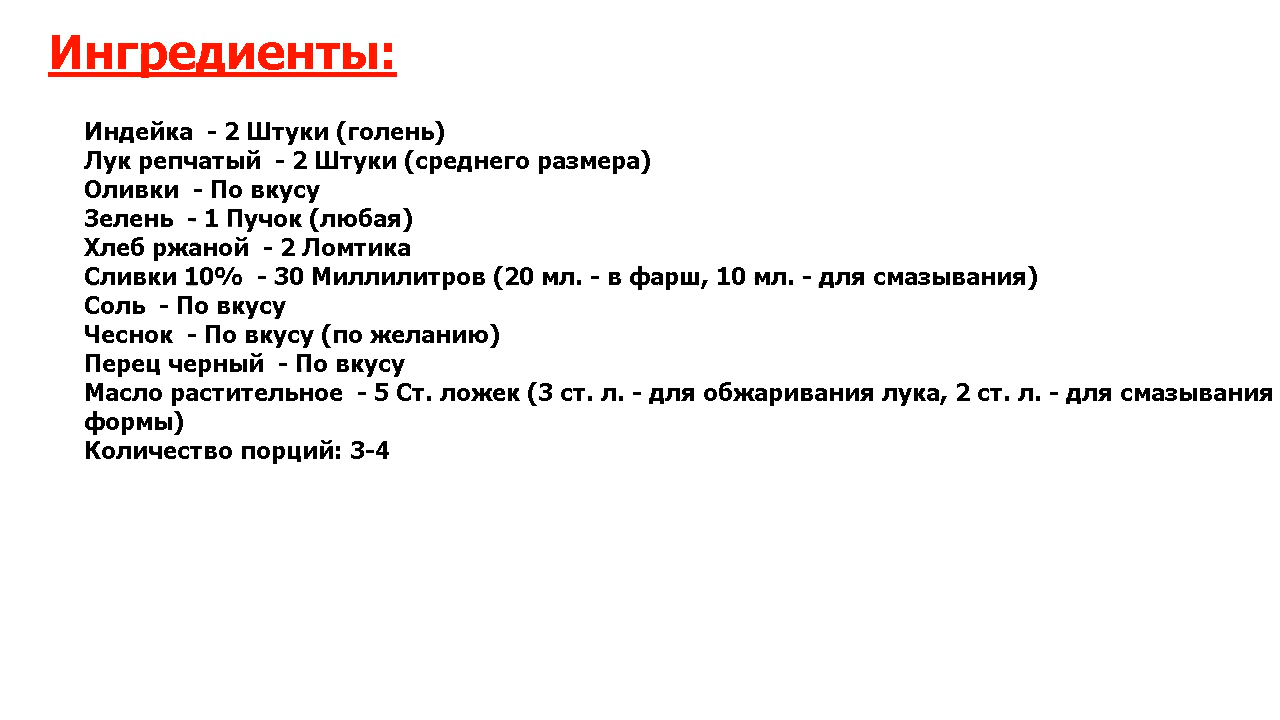 Ингредиенты:
Индейка  - 2 Штуки (голень)
Лук репчатый  - 2 Штуки (среднего размера)
Оливки  - По вкусу
Зелень  - 1 Пучок (любая)
Хлеб ржаной  - 2 Ломтика
Сливки 10%  - 30 Миллилитров (20 мл. - в фарш, 10 мл. - для смазывания)
Соль  - По вкусу
Чеснок  - По вкусу (по желанию)
Перец черный  - По вкусу
Масло растительное  - 5 Ст. ложек (3 ст. л. - для обжаривания лука, 2 ст. л. - для смазывания
формы)
Количество порций: 3-4